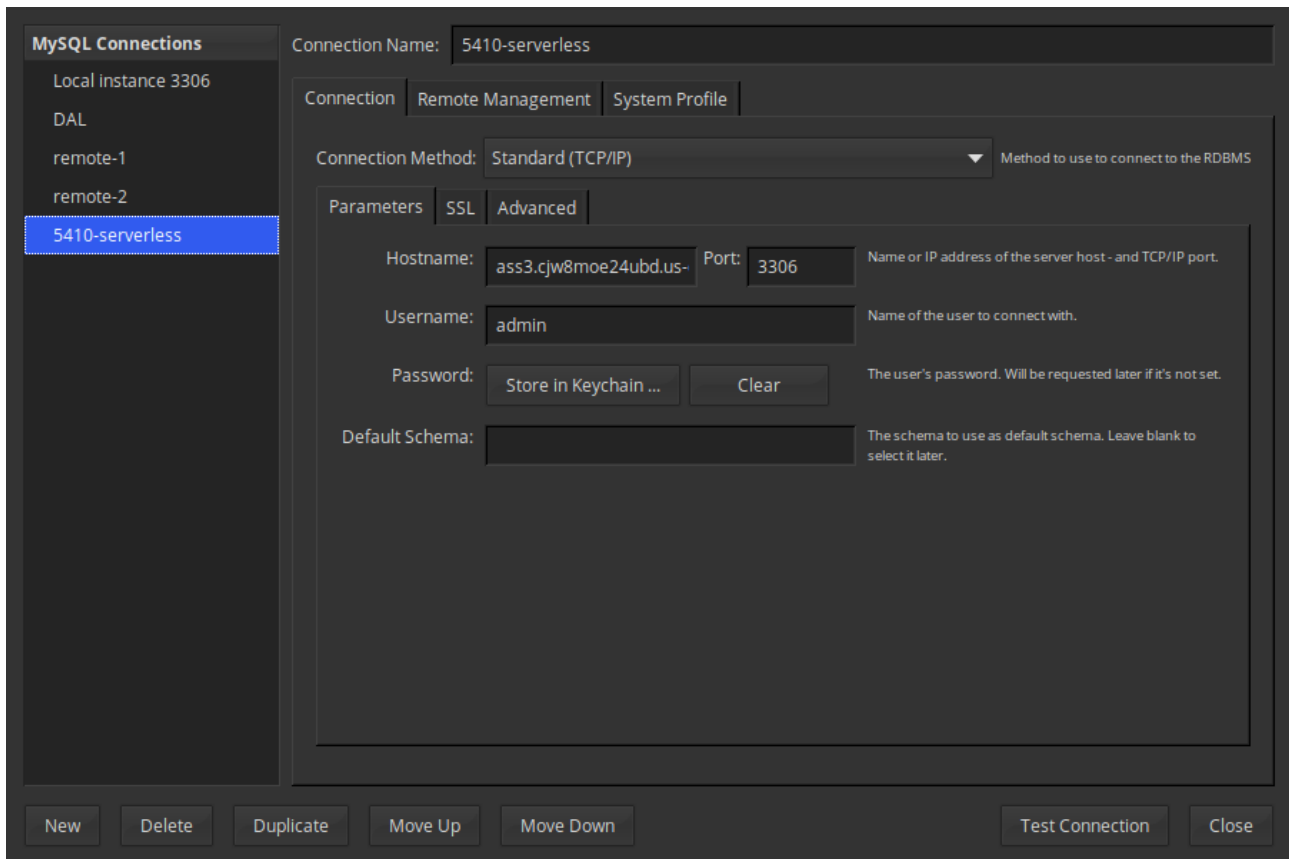 MySQL Connections
Local instance 3306
DAL
remote-1
remote-2
5410-serverless
Connection Name: 5410-serverless
Connection Remote Management System Profile
Connection Method: Standard (TCP/IP) Method to use to connect to the RDBMS
Parameters SSL Advanced
Hostname: ass3.cjw8moe24ubd.us- Port: 3306 Name or IP address of the server host - and TCP/IP port.
Username: admin Name of the user to connect with.
Password: Store in Keychain ... Clear The user's password. Will be requested later if it's not set.
Default Schema: The schema to use as default schema. Leave blank to
select it later.
New Delete Duplicate Move Up Move Down Test Connection Close